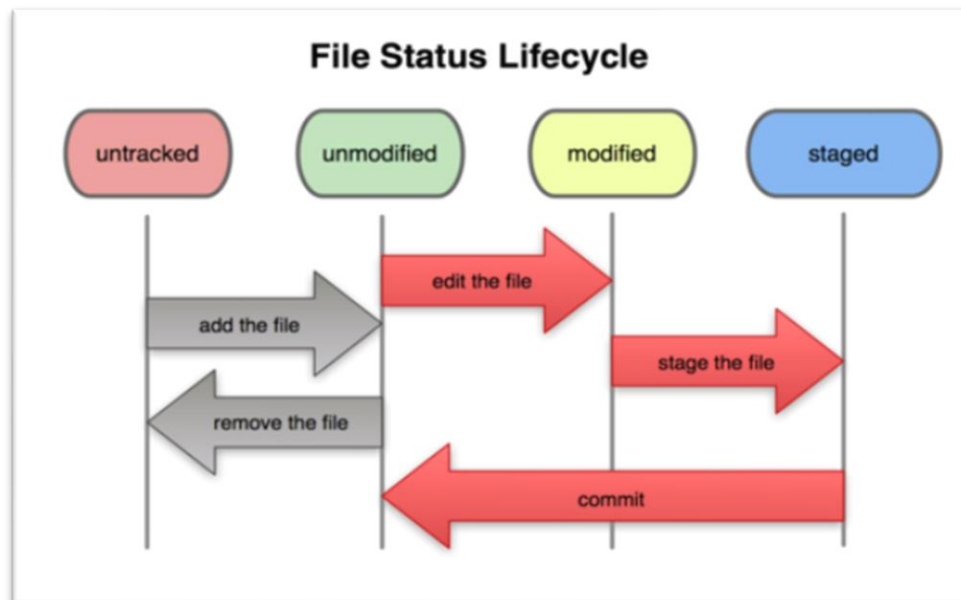 File Status Lifecycle
untracked
unmodified
modified
staged
edit the file
add the file
stage the file
remove the file
commit